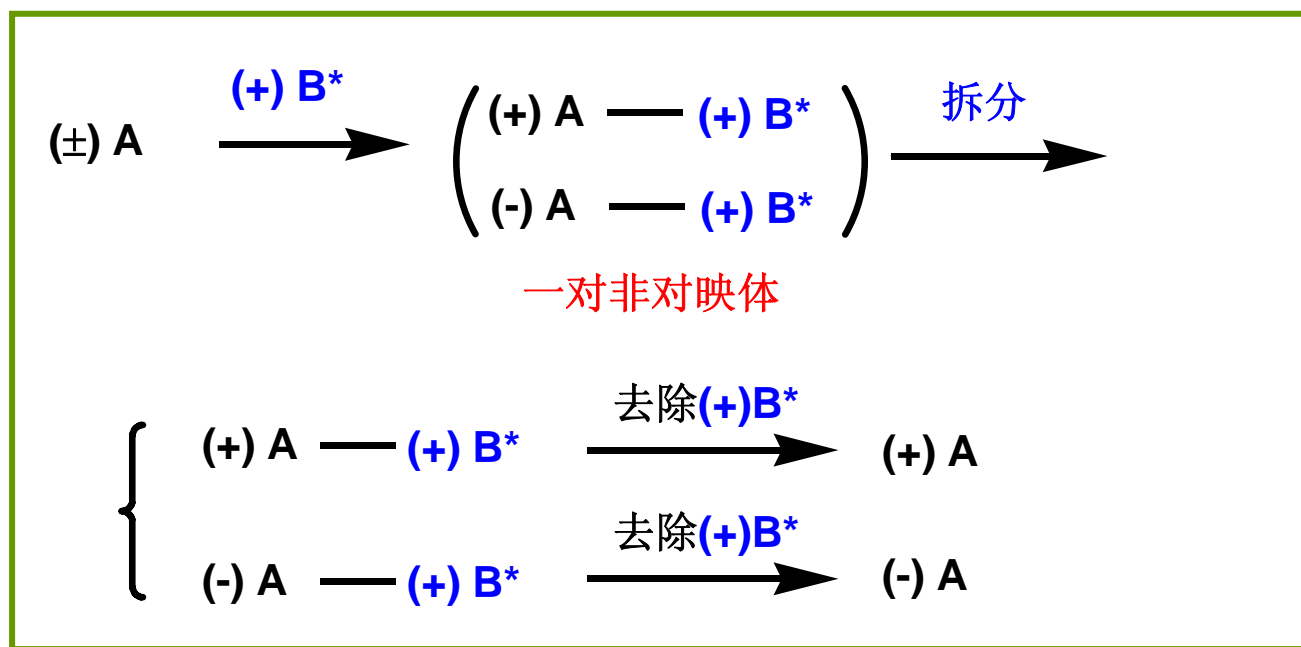 (±) A (+) B* (+) A — (+) B* 拆分
(-) A — (+) B*
一对非对映体
(+) A — (+) B* 去除(+)B* (+) A
(-) A — (+) B* 去除(+)B* (-) A